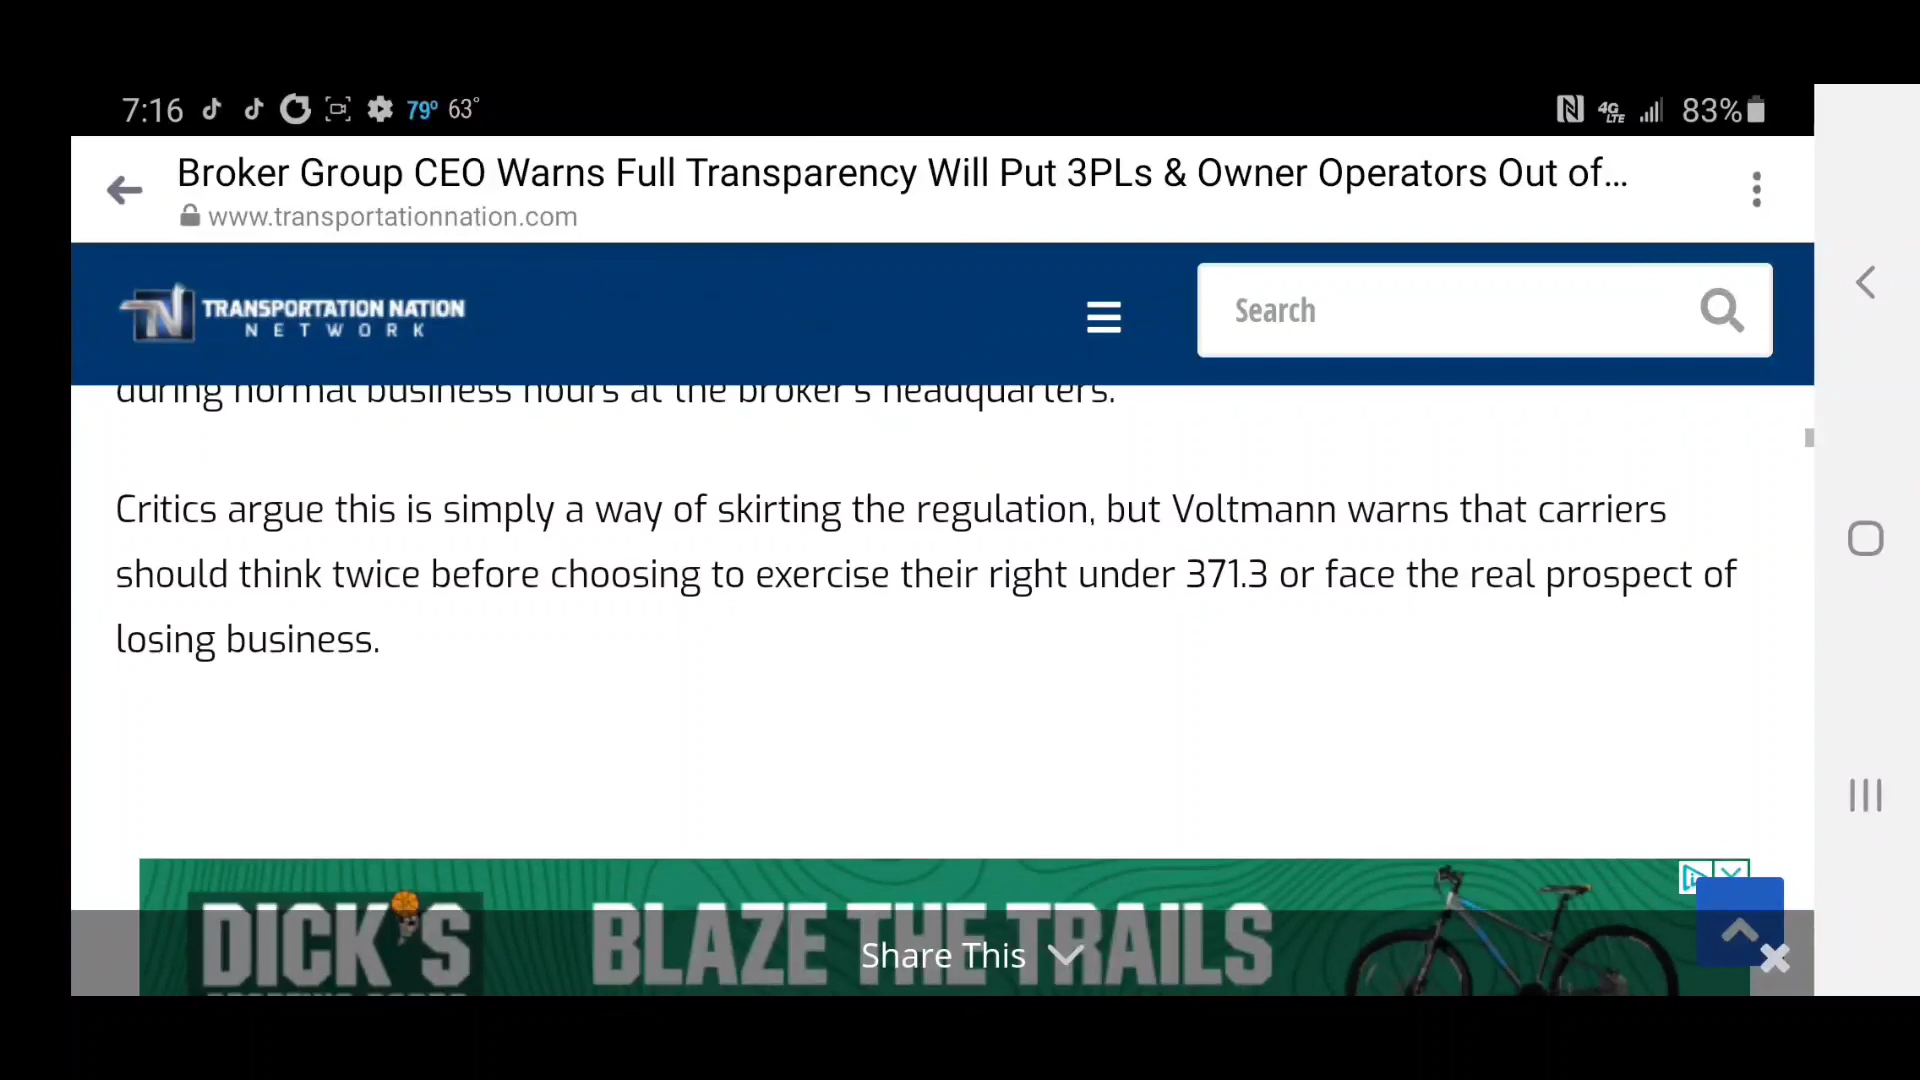 7:16 79° 63° 4G LTE 83%
Broker Group CEO Warns Full Transparency Will Put 3PLs & Owner Operators Out of...
www.transportationnation.com
TN TRANSPORTATION NATION
NETWORK
Search
during normal business hours at the broker's headquarters.
Critics argue this is simply a way of skirting the regulation, but Voltmann warns that carriers
should think twice before choosing to exercise their right under 371.3 or face the real prospect of
losing business.
DICK'S BLAZE THE TRAILS
Share This